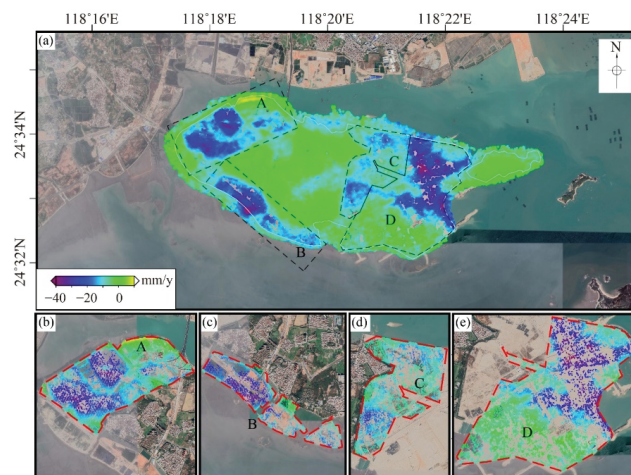 118°16′E 118°18′E 118°20′E 118°22′E 118°24′E
(a)
N
24°34′N
24°32′N
A
B
C
D
mm/y
−40 −20 0
(b)
A
(c)
B
(d)
C
(e)
D